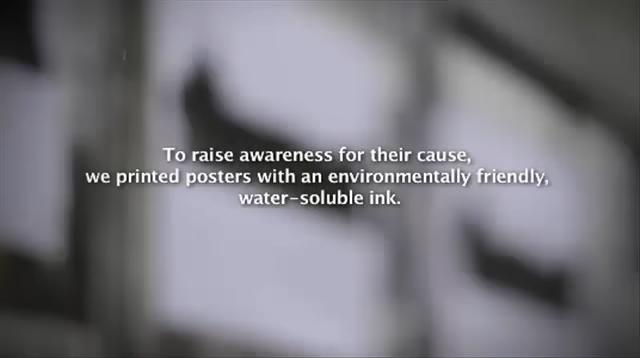 To raise awareness for their cause,
we printed posters with an environmentally friendly,
water-soluble ink.